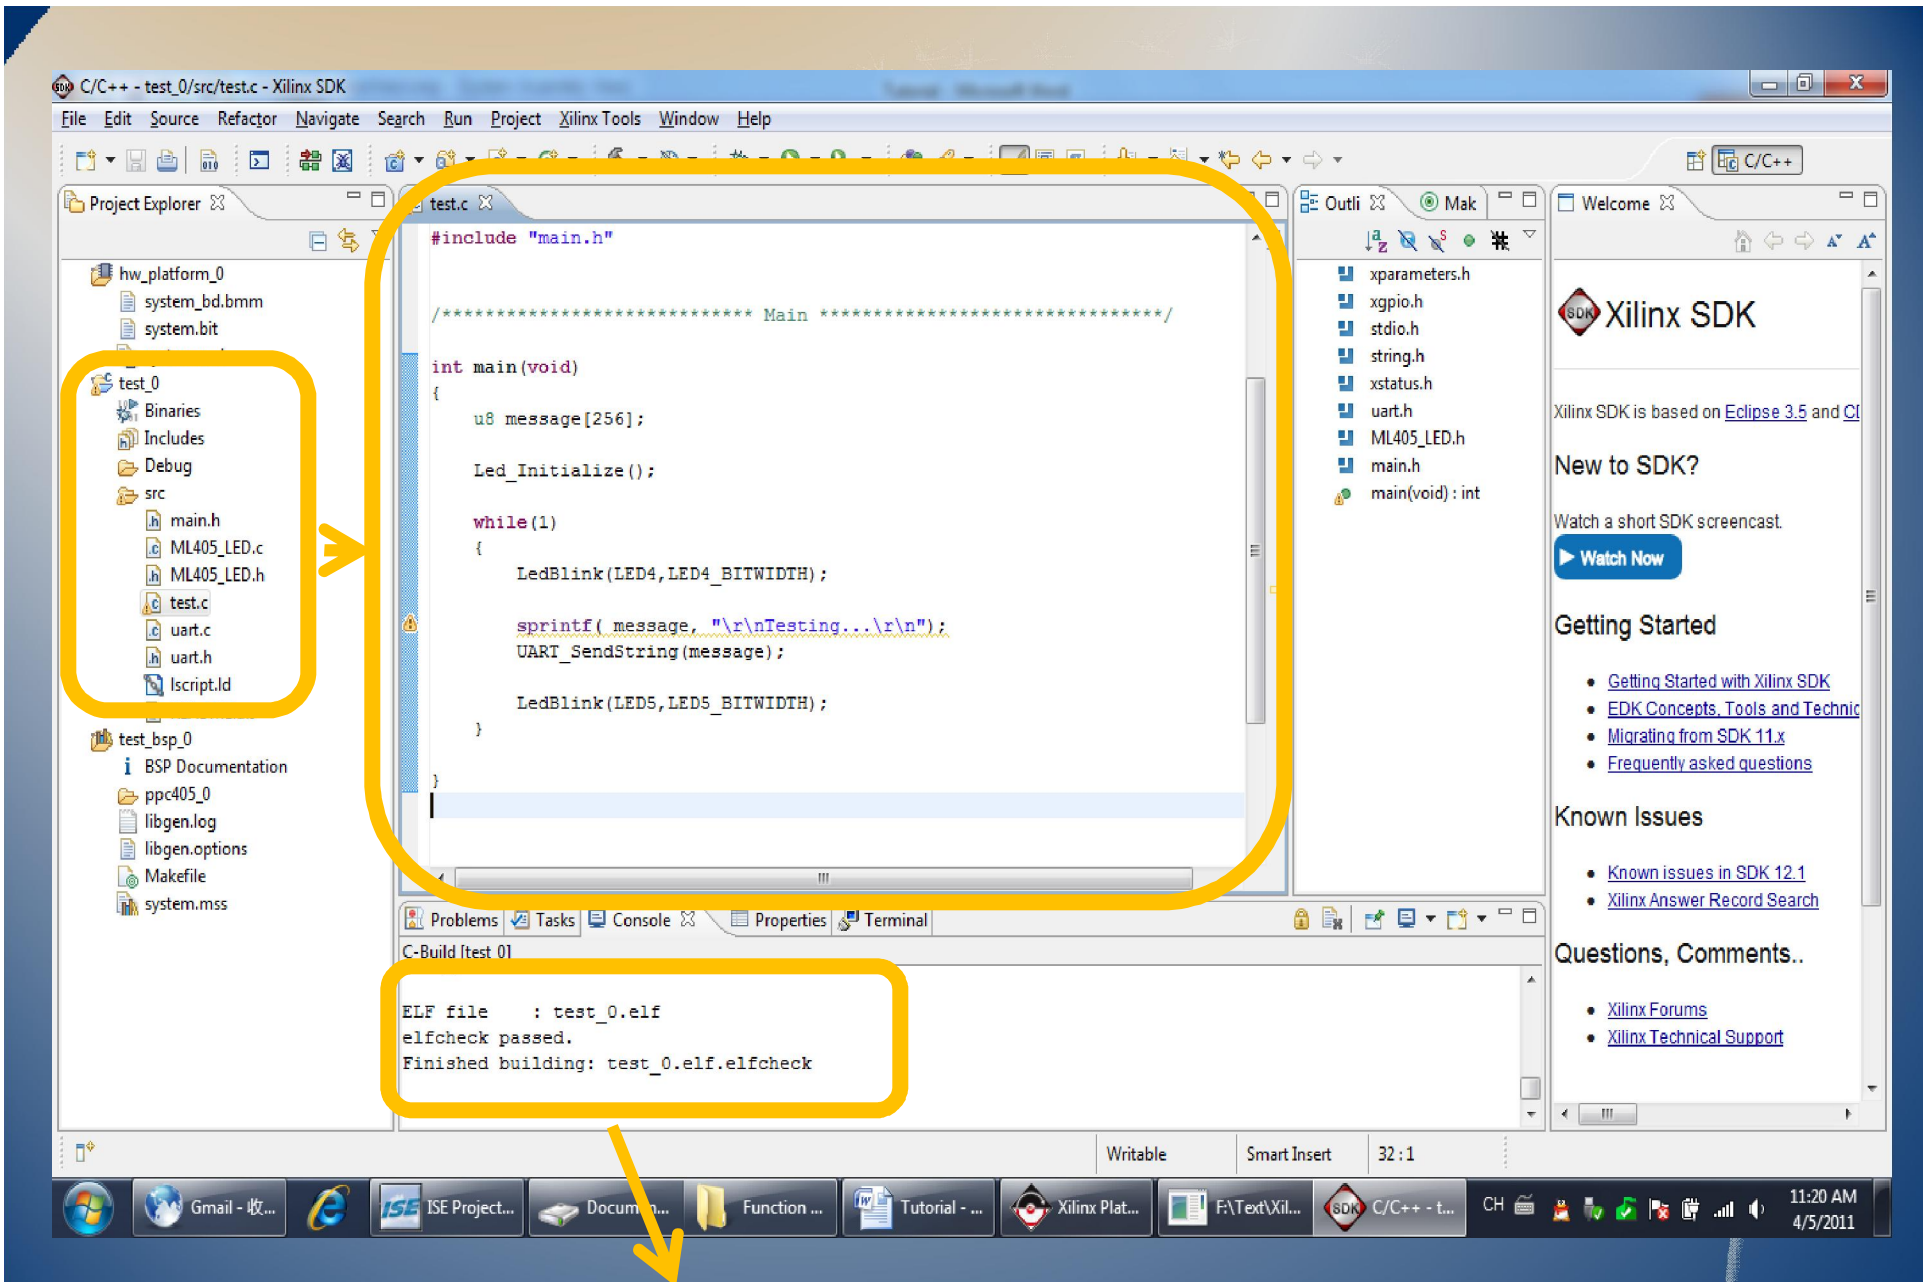 C/C++ - test_0/src/test.c - Xilinx SDK
File Edit Source Refactor Navigate Search Run Project Xilinx Tools Window Help
C/C++
Project Explorer
hw_platform_0
system_bd.bmm
system.bit
test_0
Binaries
Includes
Debug
src
main.h
ML405_LED.c
ML405_LED.h
test.c
uart.c
uart.h
lscript.ld
test_bsp_0
BSP Documentation
ppc405_0
libgen.log
libgen.options
Makefile
system.mss
test.c
#include "main.h"
/***************************** Main ********************************/
int main(void)
{
u8 message[256];
Led_Initialize();
while(1)
{
LedBlink(LED4,LED4_BITWIDTH);
sprintf( message, "\r\nTesting...\r\n");
UART_SendString(message);
LedBlink(LED5,LED5_BITWIDTH);
}
}
Outli Mak
xparameters.h
xgpio.h
stdio.h
string.h
xstatus.h
uart.h
ML405_LED.h
main.h
main(void) : int
Welcome
SDK Xilinx SDK
Xilinx SDK is based on Eclipse 3.5 and
New to SDK?
Watch a short SDK screencast.
Watch Now
Getting Started
Getting Started with Xilinx SDK
EDK Concepts, Tools and Technic
Migrating from SDK 11.x
Frequently asked questions
Known Issues
Known issues in SDK 12.1
Xilinx Answer Record Search
Questions, Comments..
Xilinx Forums
Xilinx Technical Support
Problems Tasks Console Properties Terminal
C-Build [test_0]
ELF file : test_0.elf
elfcheck passed.
Finished building: test_0.elf.elfcheck
Writable Smart Insert 32 : 1
Gmail - 收... ISE Project... Function ... Tutorial - ... Xilinx Plat... F:\Text\Xil... C/C++ - t... CH 11:20 AM
4/5/2011